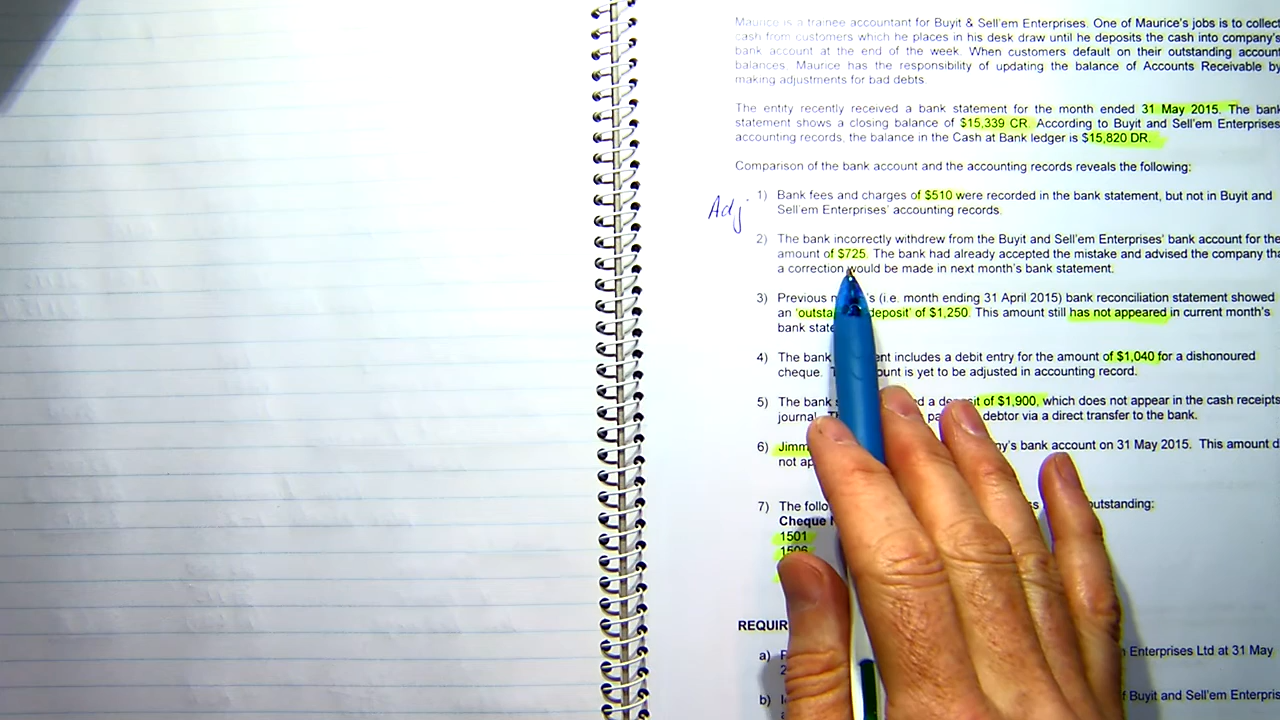 Maurice is a trainee accountant for Buyit & Sell'em Enterprises. One of Maurice's jobs is to collect
cash from customers which he places in his desk draw until he deposits the cash into company's
bank account at the end of the week. When customers default on their outstanding account
balances, Maurice has the responsibility of updating the balance of Accounts Receivable by
making adjustments for bad debts
The entity recently received a bank statement for the month ended 31 May 2015. The bank
statement shows a closing balance of $15,339 CR. According to Buyit and Sell'em Enterprises
accounting records, the balance in the Cash at Bank ledger is $15,820 DR.
Comparison of the bank account and the accounting records reveals the following:
Adj
1) Bank fees and charges of $510 were recorded in the bank statement, but not in Buyit and
Sell'em Enterprises' accounting records.
2) The bank incorrectly withdrew from the Buyit and Sell'em Enterprises' bank account for the
amount of $725. The bank had already accepted the mistake and advised the company tha
a correction would be made in next month's bank statement.
3) Previous (i.e. month ending 31 April 2015) bank reconciliation statement showed
an 'outsta deposit' of $1,250. This amount still has not appeared in current month's
bank state
4) The bank includes a debit entry for the amount of $1,040 for a dishonoured
cheque. ount is yet to be adjusted in accounting record.
5) The bank a deposit of $1,900, which does not appear in the cash receipts
journal. debtor via a direct transfer to the bank.
6) Jimm ny's bank account on 31 May 2015. This amount d
not ap
7) The follo outstanding:
Cheque
1501
1506
REQUIR
a) Enterprises Ltd at 31 May
2
b) f Buyit and Sell'em Enterpris